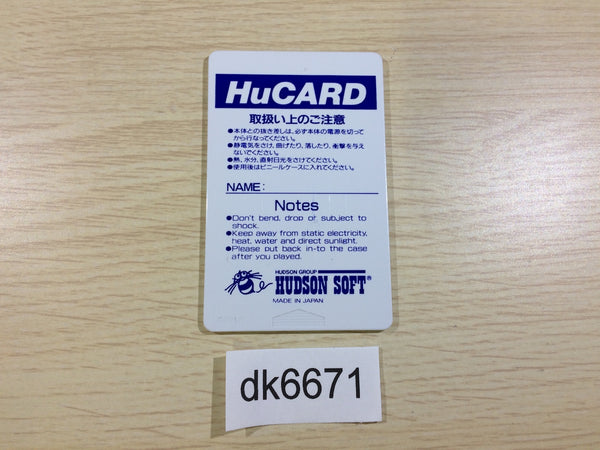 HuCARD
取扱い上のご注意
●本体との抜き差しは、必ず本体の電源を切って
から行なってください。
●静電気をさけ、曲げたり、落したり、衝撃を与え
ないでください。
●熱、水分、直射日光をさけてください。
●使用後はビニールケースに入れてください。
NAME:
Notes
●Don't bend, drop or subject to
shock.
●Keep away from static electricity,
heat, water and direct sunlight.
●Please put back in-to the case
after you played.
HUDSON GROUP
HUDSON SOFT®
MADE IN JAPAN
dk6671